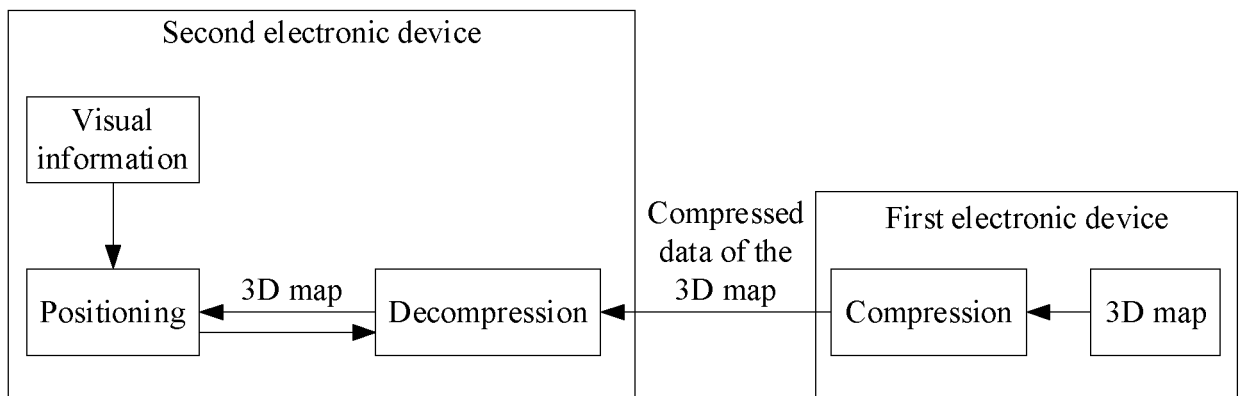 Second electronic device
Visual
information
Positioning
3D map
Decompression
Compressed
data of the
3D map
First electronic device
Compression
3D map